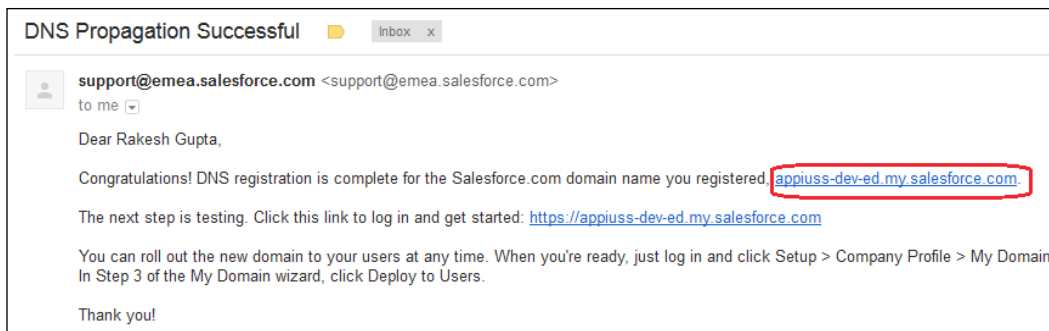 DNS Propagation Successful
Inbox x
support@emea.salesforce.com <support@emea.salesforce.com>
to me
Dear Rakesh Gupta,
Congratulations! DNS registration is complete for the Salesforce.com domain name you registered, appiuss-dev-ed.my.salesforce.com.
The next step is testing. Click this link to log in and get started: https://appiuss-dev-ed.my.salesforce.com
You can roll out the new domain to your users at any time. When you're ready, just log in and click Setup > Company Profile > My Domain
In Step 3 of the My Domain wizard, click Deploy to Users.
Thank you!